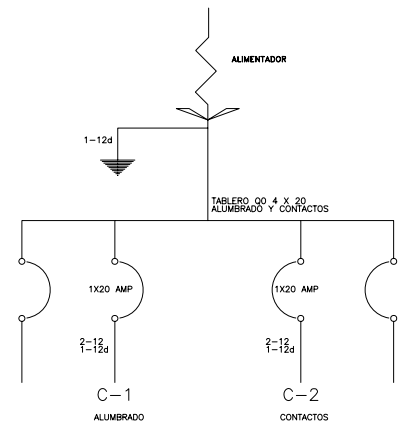 ALIMENTADOR
1-12d
TABLERO QO 4 X 20
ALUMBRADO Y CONTACTOS
1X20 AMP
1X20 AMP
2-12
1-12d
2-12
1-12d
C-1
C-2
ALUMBRADO
CONTACTOS